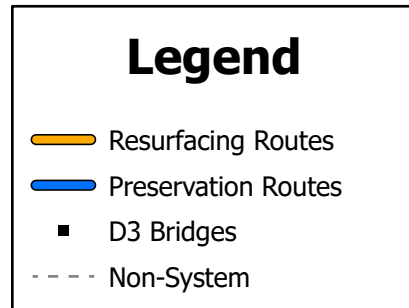 Legend
Resurfacing Routes
Preservation Routes
D3 Bridges
Non-System